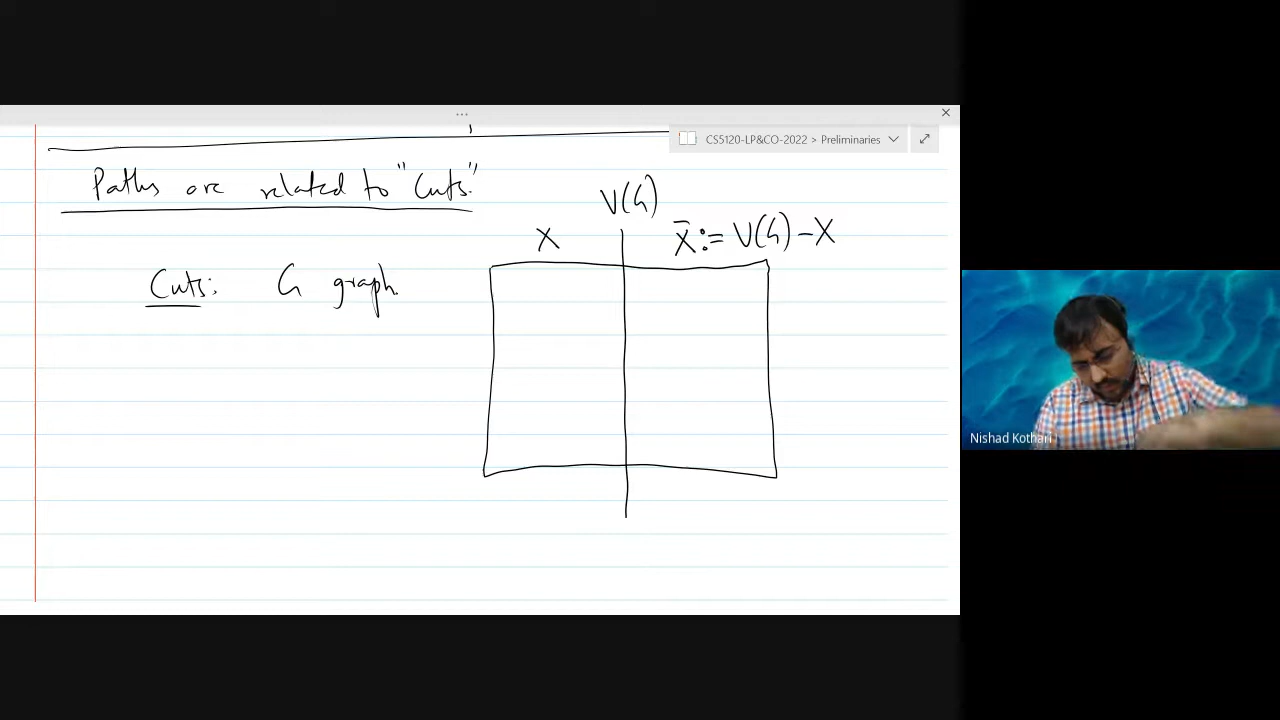 CS5120-LP&CO-2022 > Preliminaries
Paths are related to "Cuts."
V(G)
X
X̄ := V(G) - X
Cuts: G graph.
Nishad Kothari